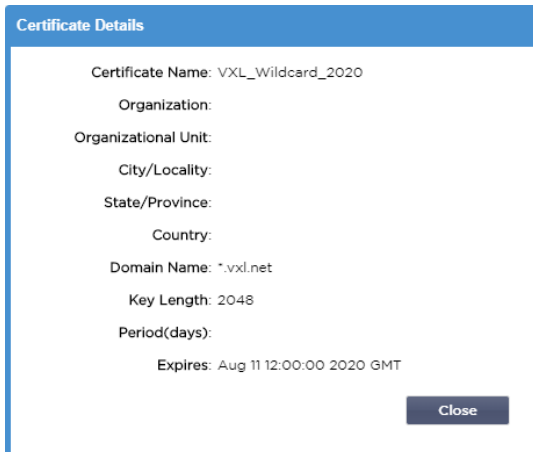 Certificate Details
Certificate Name: VXL_Wildcard_2020
Organization:
Organizational Unit:
City/Locality:
State/Province:
Country:
Domain Name: *.vxl.net
Key Length: 2048
Period(days):
Expires: Aug 11 12:00:00 2020 GMT
Close